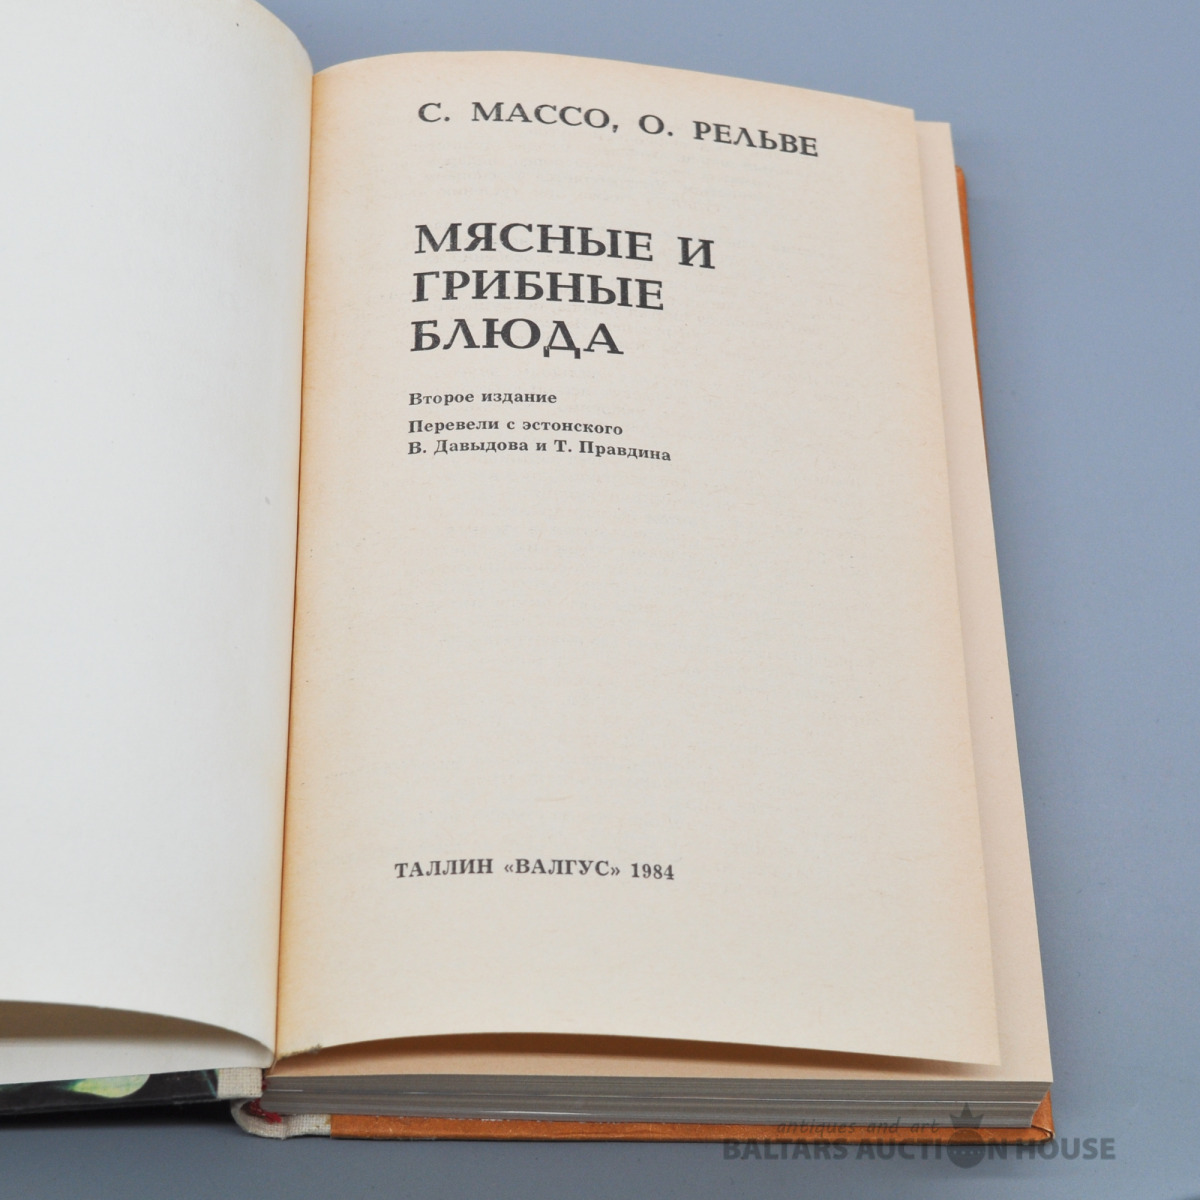 С. МАССО, О. РЕЛЬВЕ
МЯСНЫЕ И
ГРИБНЫЕ
БЛЮДА
Второе издание
Перевели с эстонского
В. Давыдова и Т. Правдина
ТАЛЛИН «ВАЛГУС» 1984
antiques and art
BALTARS AUCTION HOUSE